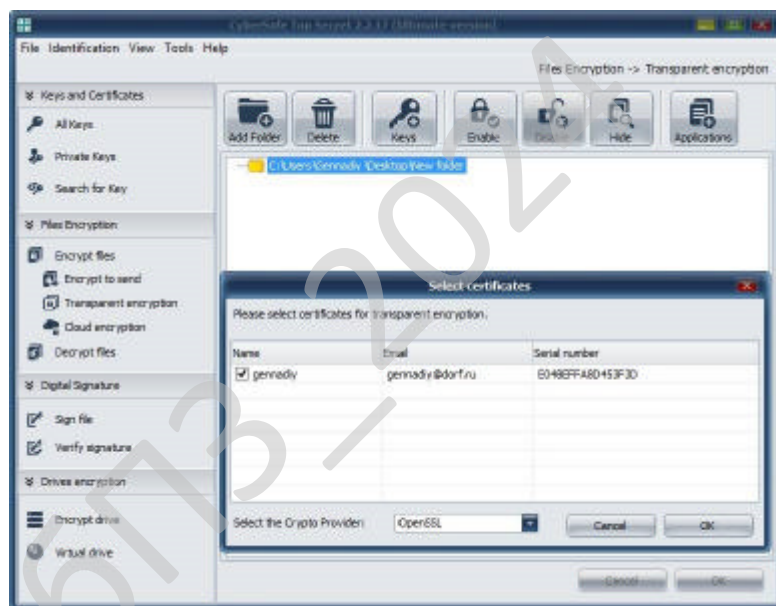 CyberSafe Top Secret 2.2.17 (Ultimate version)
File Identification View Tools Help
Files Encryption -> Transparent encryption
Keys and Certificates
All Keys
Private Keys
Search for Key
Files Encryption
Encrypt files
Encrypt to send
Transparent encryption
Cloud encryption
Decrypt files
Digital Signature
Sign file
Verify signature
Drives encryption
Encrypt drive
Virtual drive
Add Folder Delete Keys Enable Disable Hide Applications
C:\Users\Gennadiy\Desktop\New folder
Select certificates
Please select certificates for transparent encryption.
Name Email Serial number
gennadiy gennadiy@dorf.ru
Select the Crypto Provider: OpenSSL Cancel OK
Cancel OK
6ПЗ_2024